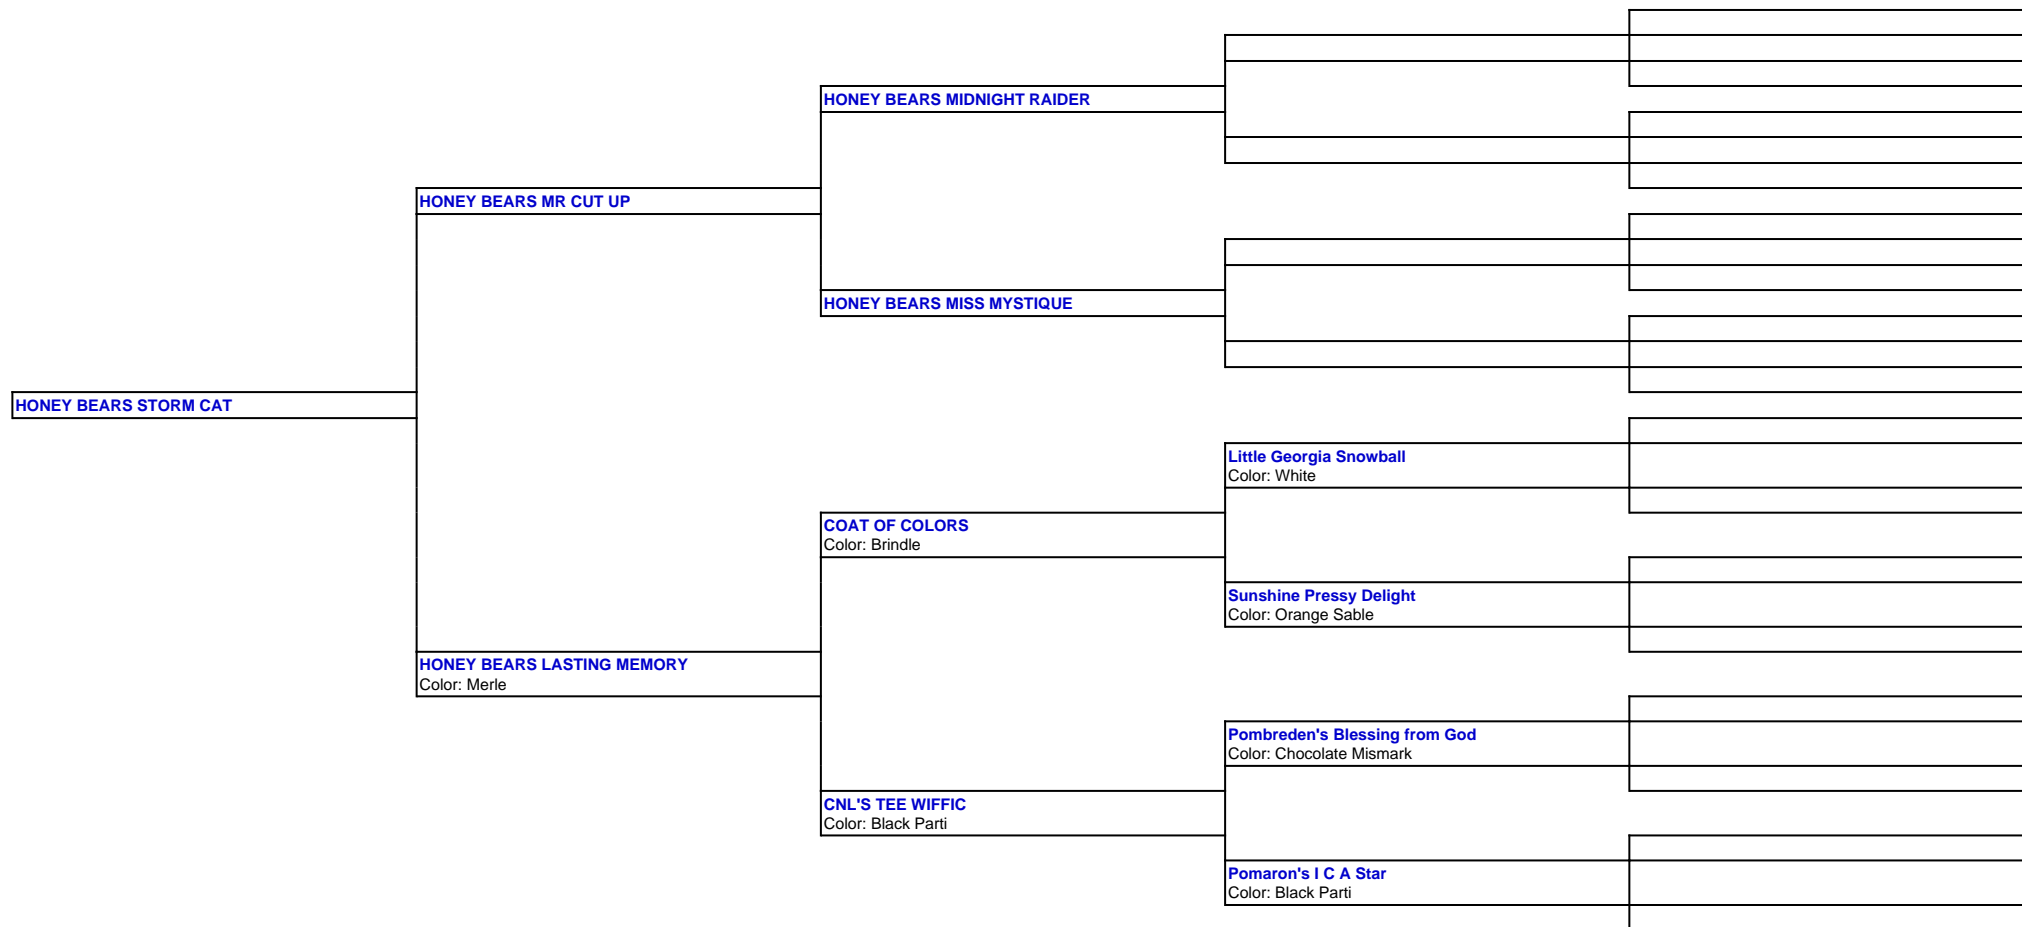 HONEY BEARS MIDNIGHT RAIDER
HONEY BEARS MR CUT UP
HONEY BEARS MISS MYSTIQUE
HONEY BEARS STORM CAT
Little Georgia Snowball
Color: White
COAT OF COLORS
Color: Brindle
Sunshine Pressy Delight
Color: Orange Sable
HONEY BEARS LASTING MEMORY
Color: Merle
Pombreden's Blessing from God
Color: Chocolate Mismark
CNL'S TEE WIFFIC
Color: Black Parti
Pomaron's I C A Star
Color: Black Parti